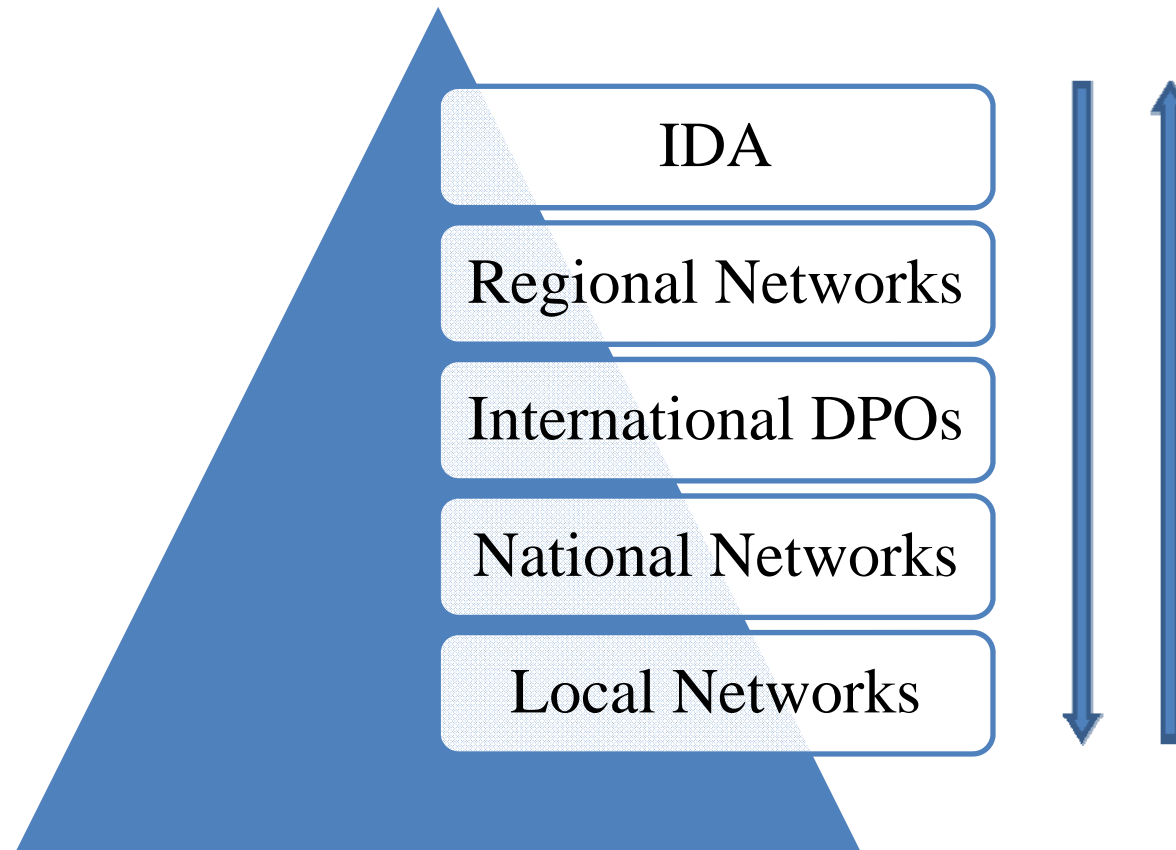 IDA
Regional Networks
International DPOs
National Networks
Local Networks